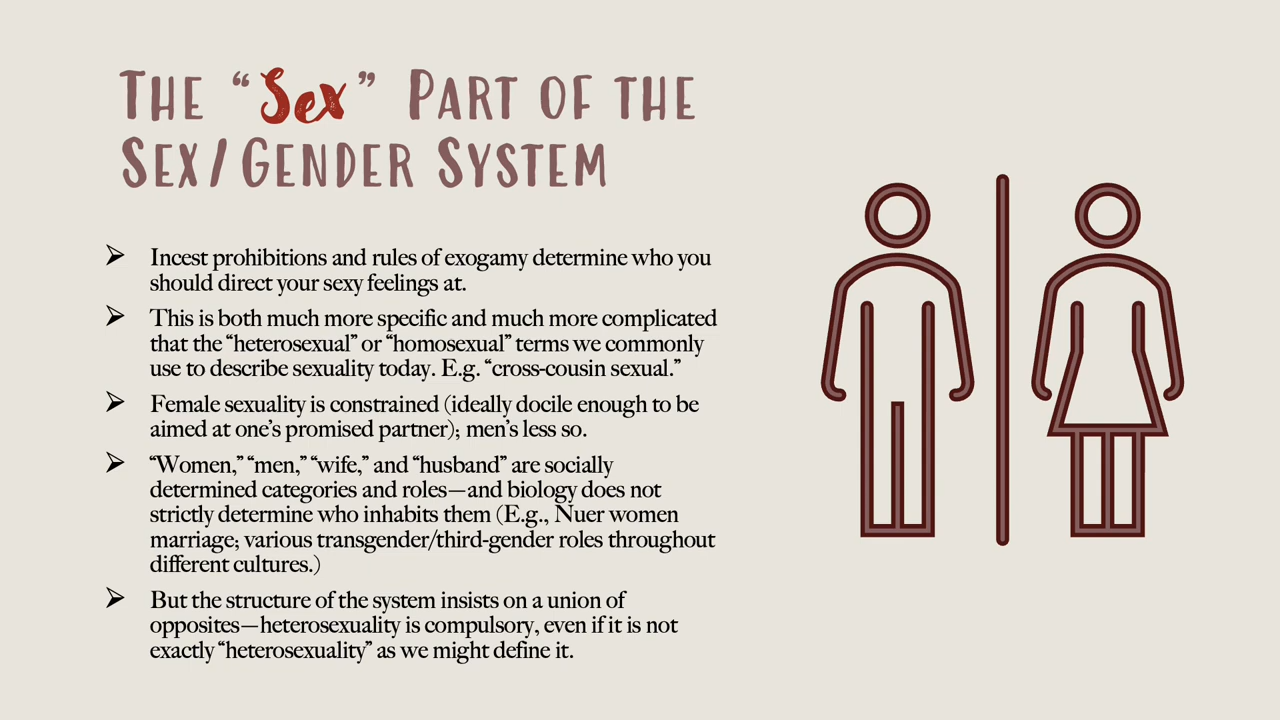 The “Sex” Part of the
Sex/Gender System
➢ Incest prohibitions and rules of exogamy determine who you
should direct your sexy feelings at.
➢ This is both much more specific and much more complicated
that the “heterosexual” or “homosexual” terms we commonly
use to describe sexuality today. E.g. “cross-cousin sexual.”
➢ Female sexuality is constrained (ideally docile enough to be
aimed at one’s promised partner); men’s less so.
➢ “Women,” “men,” “wife,” and “husband” are socially
determined categories and roles—and biology does not
strictly determine who inhabits them (E.g., Nuer women
marriage; various transgender/third-gender roles throughout
different cultures.)
➢ But the structure of the system insists on a union of
opposites—heterosexuality is compulsory, even if it is not
exactly “heterosexuality” as we might define it.